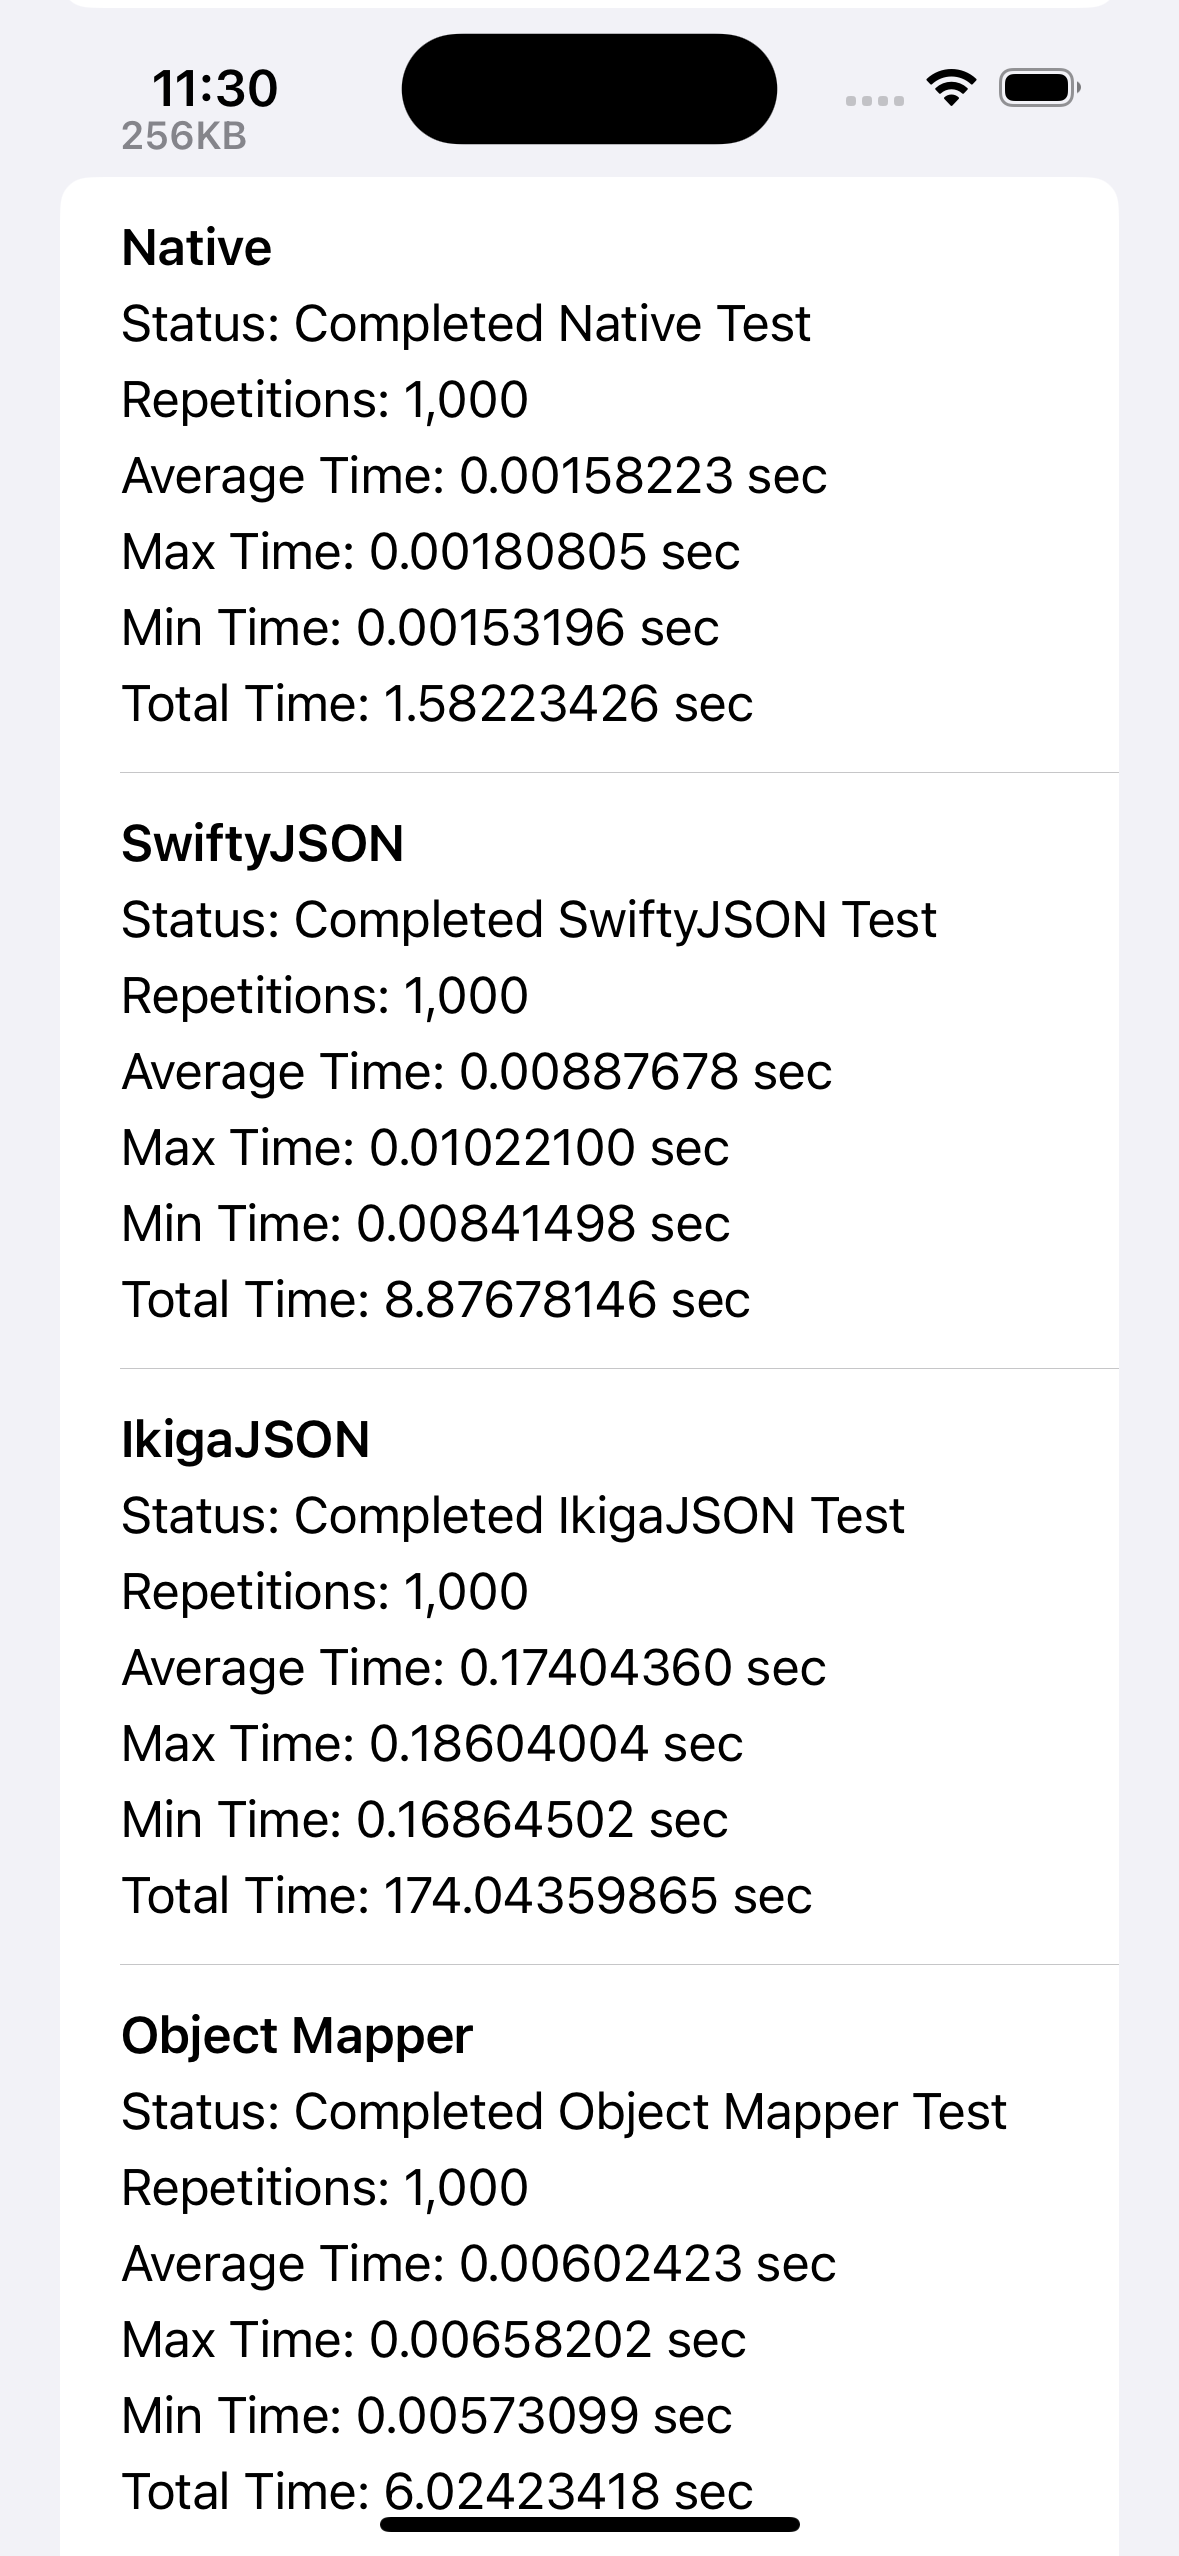 11:30
256KB
Native
Status: Completed Native Test
Repetitions: 1,000
Average Time: 0.00158223 sec
Max Time: 0.00180805 sec
Min Time: 0.00153196 sec
Total Time: 1.58223426 sec
SwiftyJSON
Status: Completed SwiftyJSON Test
Repetitions: 1,000
Average Time: 0.00887678 sec
Max Time: 0.01022100 sec
Min Time: 0.00841498 sec
Total Time: 8.87678146 sec
IkigaJSON
Status: Completed IkigaJSON Test
Repetitions: 1,000
Average Time: 0.17404360 sec
Max Time: 0.18604004 sec
Min Time: 0.16864502 sec
Total Time: 174.04359865 sec
Object Mapper
Status: Completed Object Mapper Test
Repetitions: 1,000
Average Time: 0.00602423 sec
Max Time: 0.00658202 sec
Min Time: 0.00573099 sec
Total Time: 6.02423418 sec